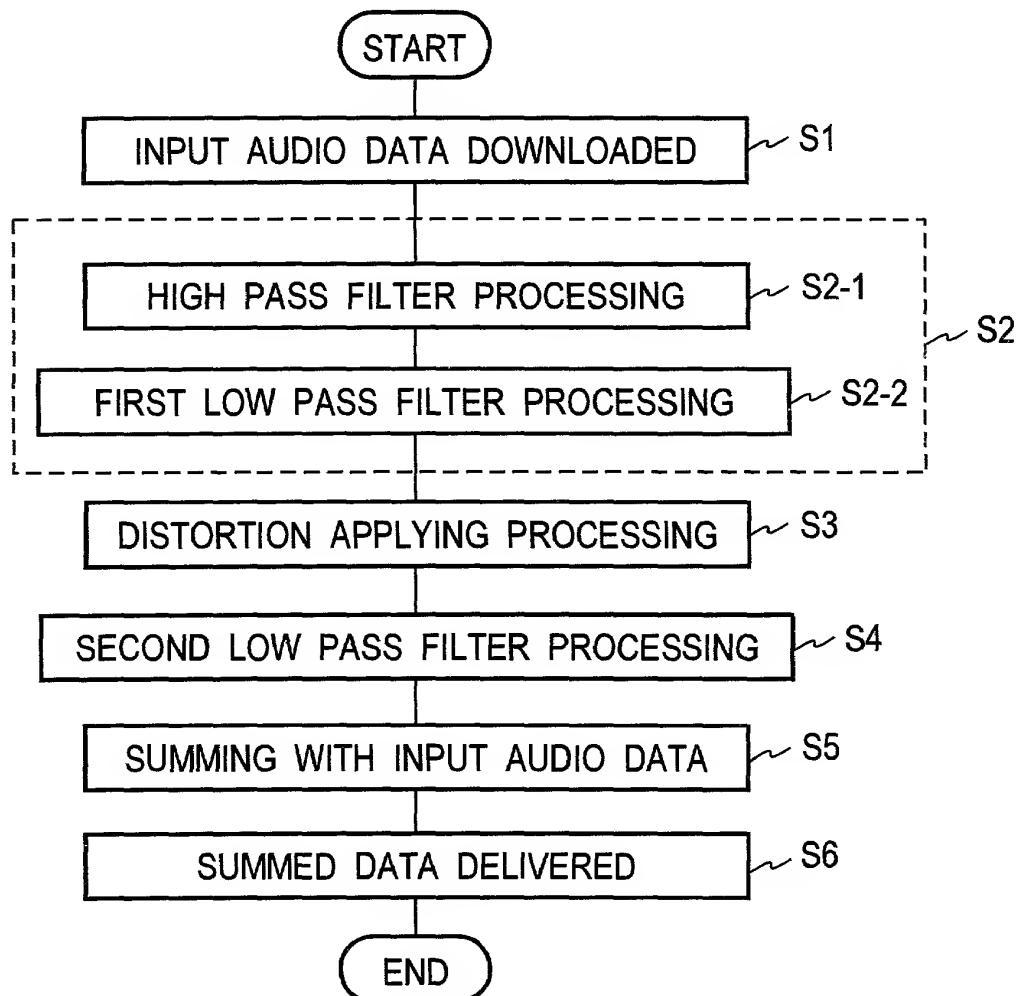 START
INPUT AUDIO DATA DOWNLOADED
S1
HIGH PASS FILTER PROCESSING
S2-1
S2
FIRST LOW PASS FILTER PROCESSING
S2-2
DISTORTION APPLYING PROCESSING
S3
SECOND LOW PASS FILTER PROCESSING
S4
SUMMING WITH INPUT AUDIO DATA
S5
SUMMED DATA DELIVERED
S6
END